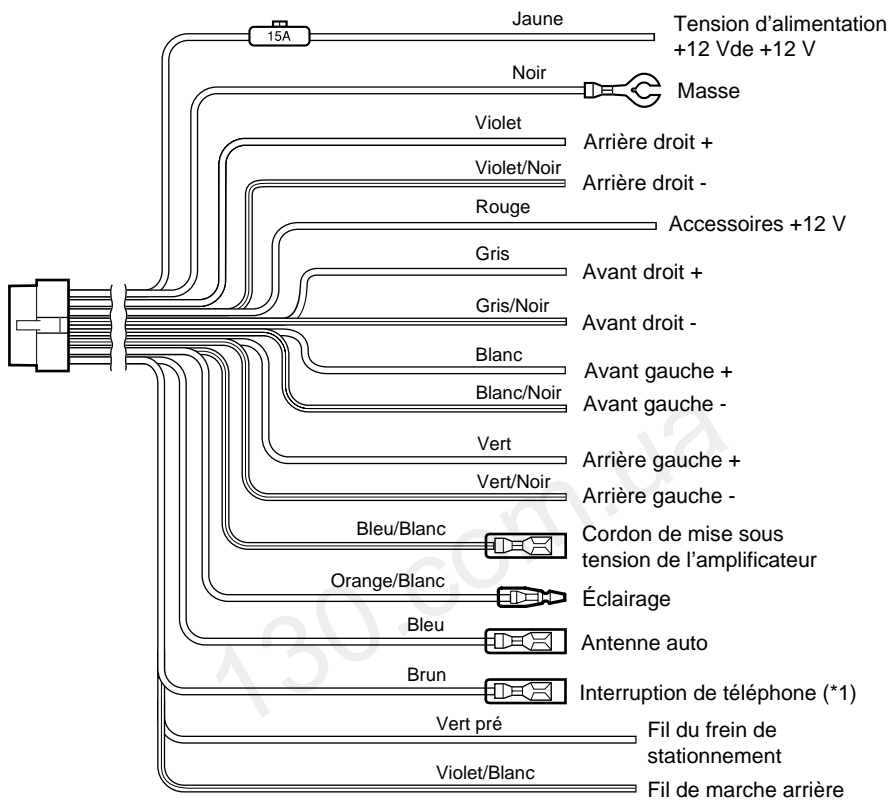 Jaune
15A
Tension d’alimentation
+12 Vde +12 V
Noir
Masse
Violet
Arrière droit +
Violet/Noir
Arrière droit -
Rouge
Accessoires +12 V
Gris
Avant droit +
Gris/Noir
Avant droit -
Blanc
Avant gauche +
Blanc/Noir
Avant gauche -
Vert
Arrière gauche +
Vert/Noir
Arrière gauche -
Bleu/Blanc
Cordon de mise sous
tension de l’amplificateur
Orange/Blanc
Éclairage
Bleu
Antenne auto
Brun
Interruption de téléphone (*1)
Vert pré
Fil du frein de
stationnement
Violet/Blanc
Fil de marche arrière
130.com.ua